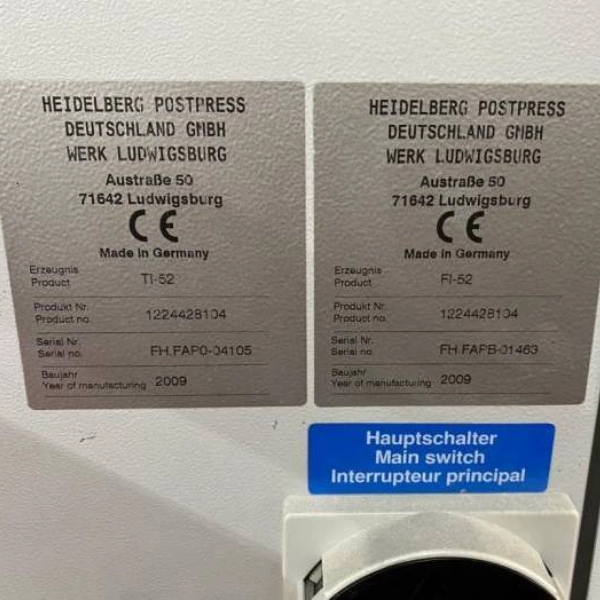 HEIDELBERG POSTPRESS
DEUTSCHLAND GMBH
WERK LUDWIGSBURG
Austraße 50
71642 Ludwigsburg
CE
Made in Germany
Erzeugnis
Product TI-52
Produkt Nr.
Product no. 1224428104
Serial Nr.
Serial no. FH.FAP0-04105
Baujahr
Year of manufacturing 2009
HEIDELBERG POSTPRESS
DEUTSCHLAND GMBH
WERK LUDWIGSBURG
Austraße 50
71642 Ludwigsburg
CE
Made in Germany
Erzeugnis
Product FI-52
Produkt Nr.
Product no. 1224428104
Serial Nr.
Serial no. FH.FAPB-01463
Baujahr
Year of manufacturing 2009
Hauptschalter
Main switch
Interrupteur principal